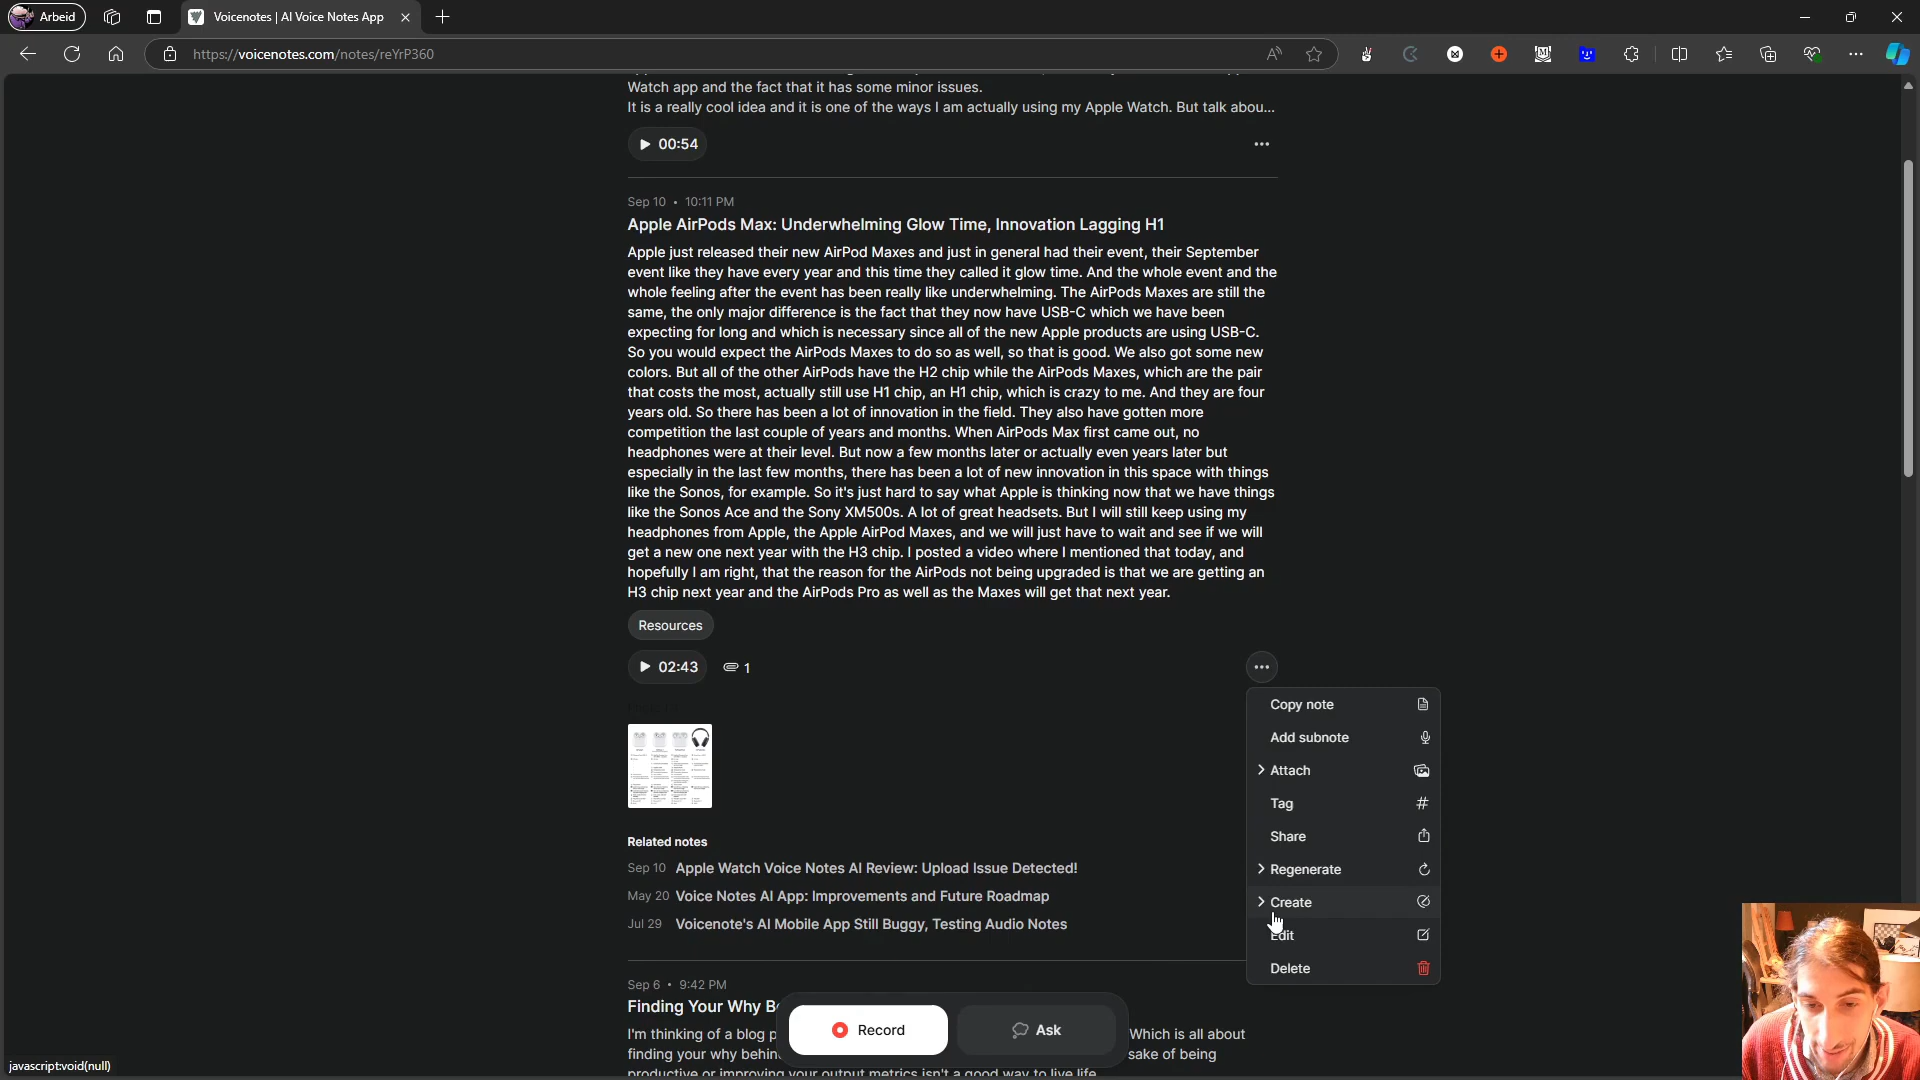 Arbeid
Voicenotes | AI Voice Notes App
https://voicenotes.com/notes/reYrP360
Watch app and the fact that it has some minor issues.
It is a really cool idea and it is one of the ways I am actually using my Apple Watch. But talk abou...
00:54
Sep 10 • 10:11 PM
Apple AirPods Max: Underwhelming Glow Time, Innovation Lagging H1
Apple just released their new AirPod Maxes and just in general had their event, their September
event like they have every year and this time they called it glow time. And the whole event and the
whole feeling after the event has been really like underwhelming. The AirPods Maxes are still the
same, the only major difference is the fact that they now have USB-C which we have been
expecting for long and which is necessary since all of the new Apple products are using USB-C.
So you would expect the AirPods Maxes to do so as well, so that is good. We also got some new
colors. But all of the other AirPods have the H2 chip while the AirPods Maxes, which are the pair
that costs the most, actually still use H1 chip, an H1 chip, which is crazy to me. And they are four
years old. So there has been a lot of innovation in the field. They also have gotten more
competition the last couple of years and months. When AirPods Max first came out, no
headphones were at their level. But now a few months later or actually even years later but
especially in the last few months, there has been a lot of new innovation in this space with things
like the Sonos, for example. So it's just hard to say what Apple is thinking now that we have things
like the Sonos Ace and the Sony XM500s. A lot of great headsets. But I will still keep using my
headphones from Apple, the Apple AirPod Maxes, and we will just have to wait and see if we will
get a new one next year with the H3 chip. I posted a video where I mentioned that today, and
hopefully I am right, that the reason for the AirPods not being upgraded is that we are getting an
H3 chip next year and the AirPods Pro as well as the Maxes will get that next year.
Resources
02:43 1
Copy note
Add subnote
Attach
Tag
Share
Regenerate
Create
Edit
Delete
Related notes
Sep 10 Apple Watch Voice Notes AI Review: Upload Issue Detected!
May 20 Voice Notes AI App: Improvements and Future Roadmap
Jul 29 Voicenote's AI Mobile App Still Buggy, Testing Audio Notes
Sep 6 • 9:42 PM
Finding Your Why B
I'm thinking of a blog p Which is all about
finding your why behin sake of being
productive or improving your output metrics isn't a good way to live life
Record
Ask
javascript:void(null)